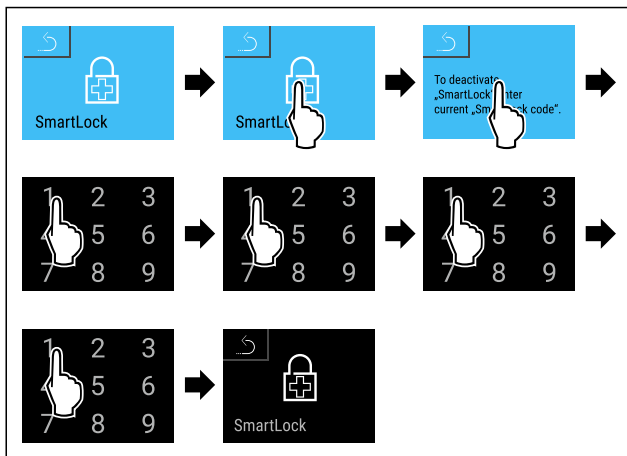 SmartLock
SmartL
To deactivate
„SmartLock" enter
current „Sm k code".
1 2 3
5 6
7 8 9
1 2 3
5 6
7 8 9
1 2 3
5 6
7 8 9
1 2 3
5 6
7 8 9
SmartLock